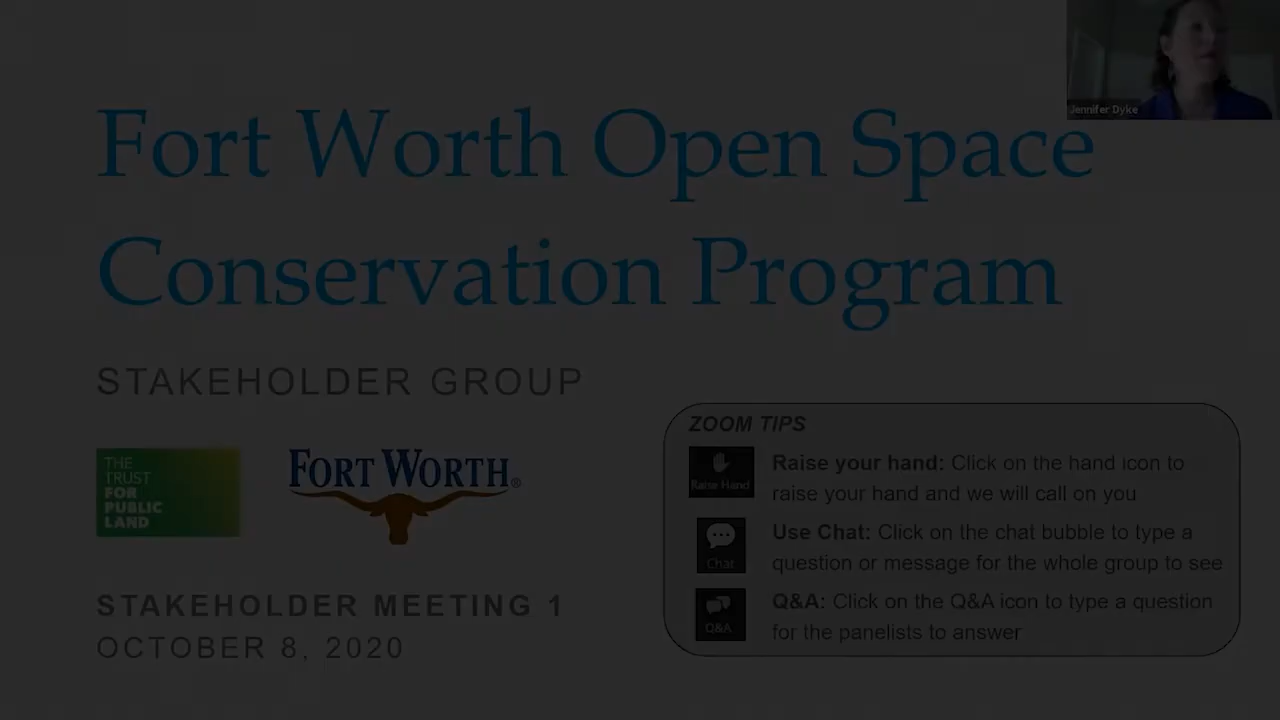 Jennifer Dyke
Fort Worth Open Space
Conservation Program
STAKEHOLDER GROUP
THE
TRUST
FOR
PUBLIC
LAND
FORT WORTH®
STAKEHOLDER MEETING 1
OCTOBER 8, 2020
ZOOM TIPS
Raise Hand
Raise your hand: Click on the hand icon to
raise your hand and we will call on you
Chat
Use Chat: Click on the chat bubble to type a
question or message for the whole group to see
Q&A
Q&A: Click on the Q&A icon to type a question
for the panelists to answer